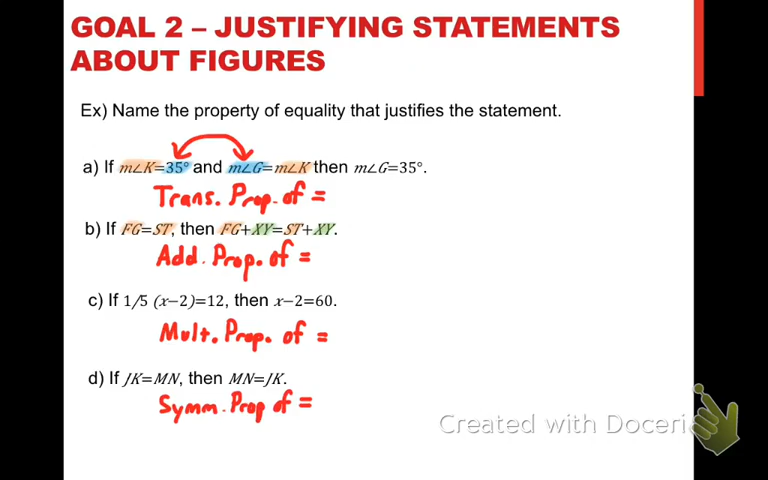 GOAL 2 – JUSTIFYING STATEMENTS
ABOUT FIGURES
Ex) Name the property of equality that justifies the statement.
a) If m∠K=35° and m∠G=m∠K then m∠G=35°.
Trans. Prop. of =
b) If FG=ST, then FG+XY=ST+XY.
Add. Prop. of =
c) If 1/5 (x−2)=12, then x−2=60.
Mult. Prop. of =
d) If JK=MN, then MN=JK.
Symm. Prop of =
Created with Doceri